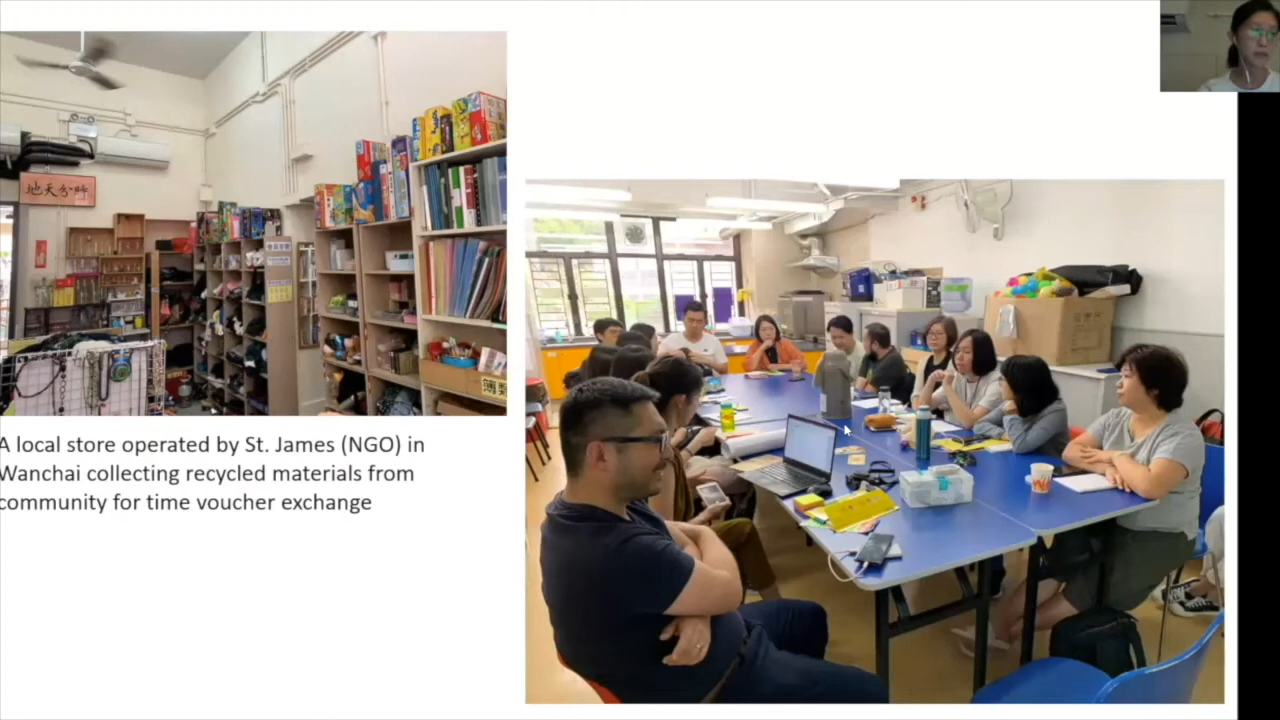 時分天地
A local store operated by St. James (NGO) in
Wanchai collecting recycled materials from
community for time voucher exchange